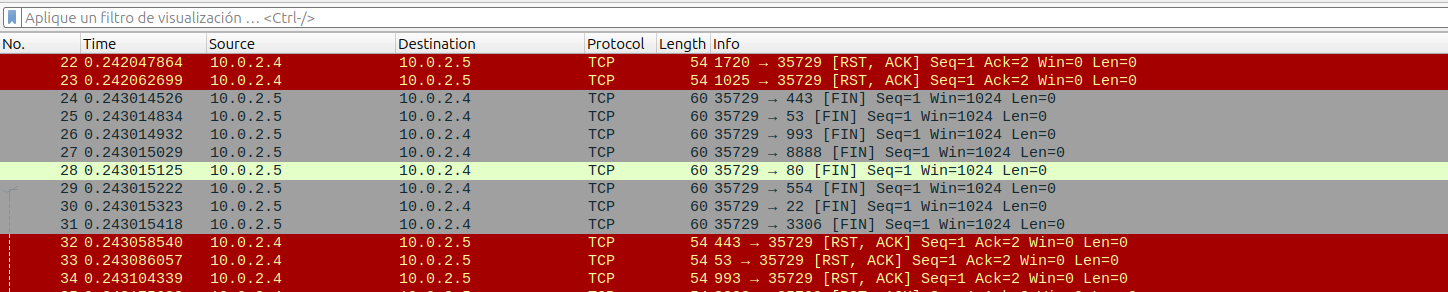 Aplique un filtro de visualización … <Ctrl-/>
No. Time Source Destination Protocol Length Info
22 0.242047864 10.0.2.4 10.0.2.5 TCP 54 1720 → 35729 [RST, ACK] Seq=1 Ack=2 Win=0 Len=0
23 0.242062699 10.0.2.4 10.0.2.5 TCP 54 1025 → 35729 [RST, ACK] Seq=1 Ack=2 Win=0 Len=0
24 0.243014526 10.0.2.5 10.0.2.4 TCP 60 35729 → 443 [FIN] Seq=1 Win=1024 Len=0
25 0.243014834 10.0.2.5 10.0.2.4 TCP 60 35729 → 53 [FIN] Seq=1 Win=1024 Len=0
26 0.243014932 10.0.2.5 10.0.2.4 TCP 60 35729 → 993 [FIN] Seq=1 Win=1024 Len=0
27 0.243015029 10.0.2.5 10.0.2.4 TCP 60 35729 → 8888 [FIN] Seq=1 Win=1024 Len=0
28 0.243015125 10.0.2.5 10.0.2.4 TCP 60 35729 → 80 [FIN] Seq=1 Win=1024 Len=0
29 0.243015222 10.0.2.5 10.0.2.4 TCP 60 35729 → 554 [FIN] Seq=1 Win=1024 Len=0
30 0.243015323 10.0.2.5 10.0.2.4 TCP 60 35729 → 22 [FIN] Seq=1 Win=1024 Len=0
31 0.243015418 10.0.2.5 10.0.2.4 TCP 60 35729 → 3306 [FIN] Seq=1 Win=1024 Len=0
32 0.243058540 10.0.2.4 10.0.2.5 TCP 54 443 → 35729 [RST, ACK] Seq=1 Ack=2 Win=0 Len=0
33 0.243086057 10.0.2.4 10.0.2.5 TCP 54 53 → 35729 [RST, ACK] Seq=1 Ack=2 Win=0 Len=0
34 0.243104339 10.0.2.4 10.0.2.5 TCP 54 993 → 35729 [RST, ACK] Seq=1 Ack=2 Win=0 Len=0